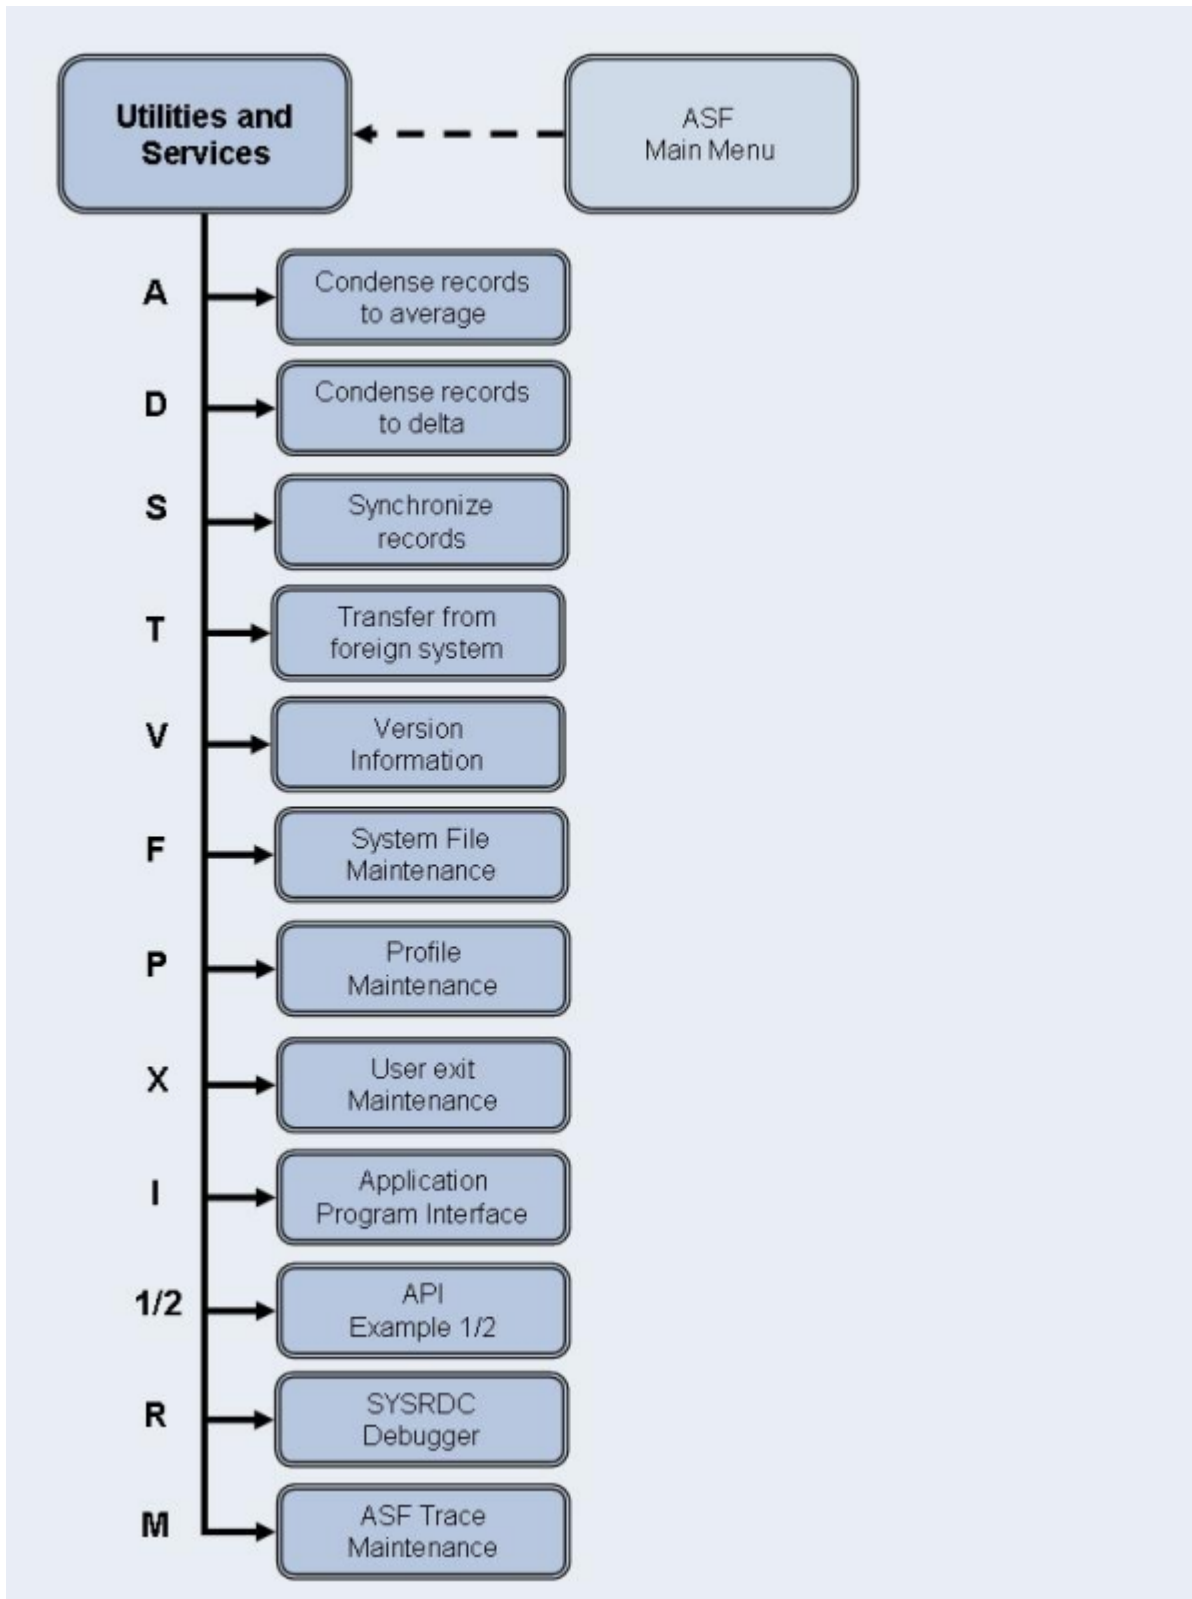 Utilities and
Services
ASF
Main Menu
A
Condense records
to average
D
Condense records
to delta
S
Synchronize
records
T
Transfer from
foreign system
V
Version
Information
F
System File
Maintenance
P
Profile
Maintenance
X
User exit
Maintenance
I
Application
Program Interface
1/2
API
Example 1/2
R
SYSRDC
Debugger
M
ASF Trace
Maintenance